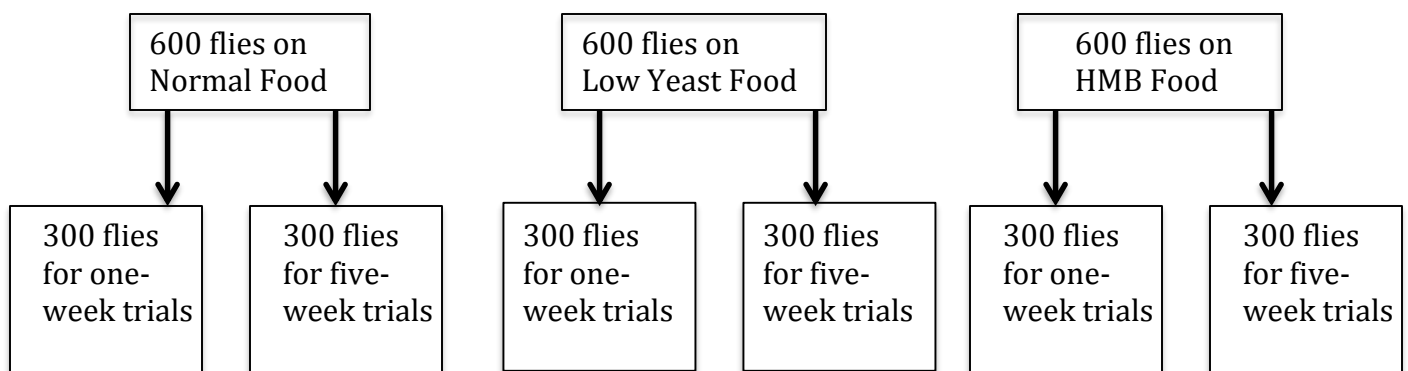 600 flies on
Normal Food
600 flies on
Low Yeast Food
600 flies on
HMB Food
300 flies
for one-
week trials
300 flies
for five-
week trials
300 flies
for one-
week trials
300 flies
for five-
week trials
300 flies
for one-
week trials
300 flies
for five-
week trials